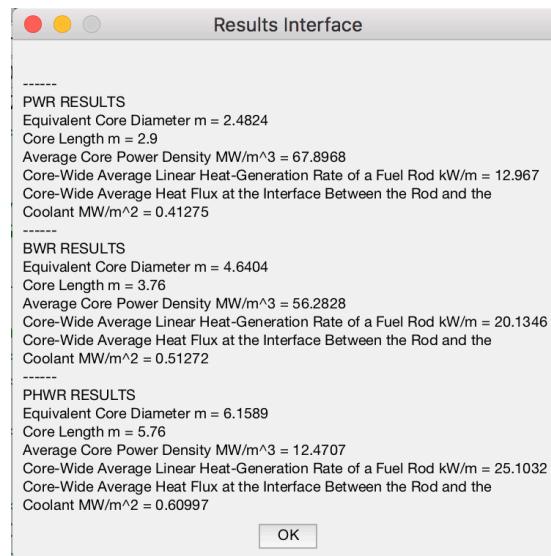 Results Interface
------
PWR RESULTS
Equivalent Core Diameter m = 2.4824
Core Length m = 2.9
Average Core Power Density MW/m^3 = 67.8968
Core-Wide Average Linear Heat-Generation Rate of a Fuel Rod kW/m = 12.967
Core-Wide Average Heat Flux at the Interface Between the Rod and the
Coolant MW/m^2 = 0.41275
------
BWR RESULTS
Equivalent Core Diameter m = 4.6404
Core Length m = 3.76
Average Core Power Density MW/m^3 = 56.2828
Core-Wide Average Linear Heat-Generation Rate of a Fuel Rod kW/m = 20.1346
Core-Wide Average Heat Flux at the Interface Between the Rod and the
Coolant MW/m^2 = 0.51272
------
PHWR RESULTS
Equivalent Core Diameter m = 6.1589
Core Length m = 5.76
Average Core Power Density MW/m^3 = 12.4707
Core-Wide Average Linear Heat-Generation Rate of a Fuel Rod kW/m = 25.1032
Core-Wide Average Heat Flux at the Interface Between the Rod and the
Coolant MW/m^2 = 0.60997
OK